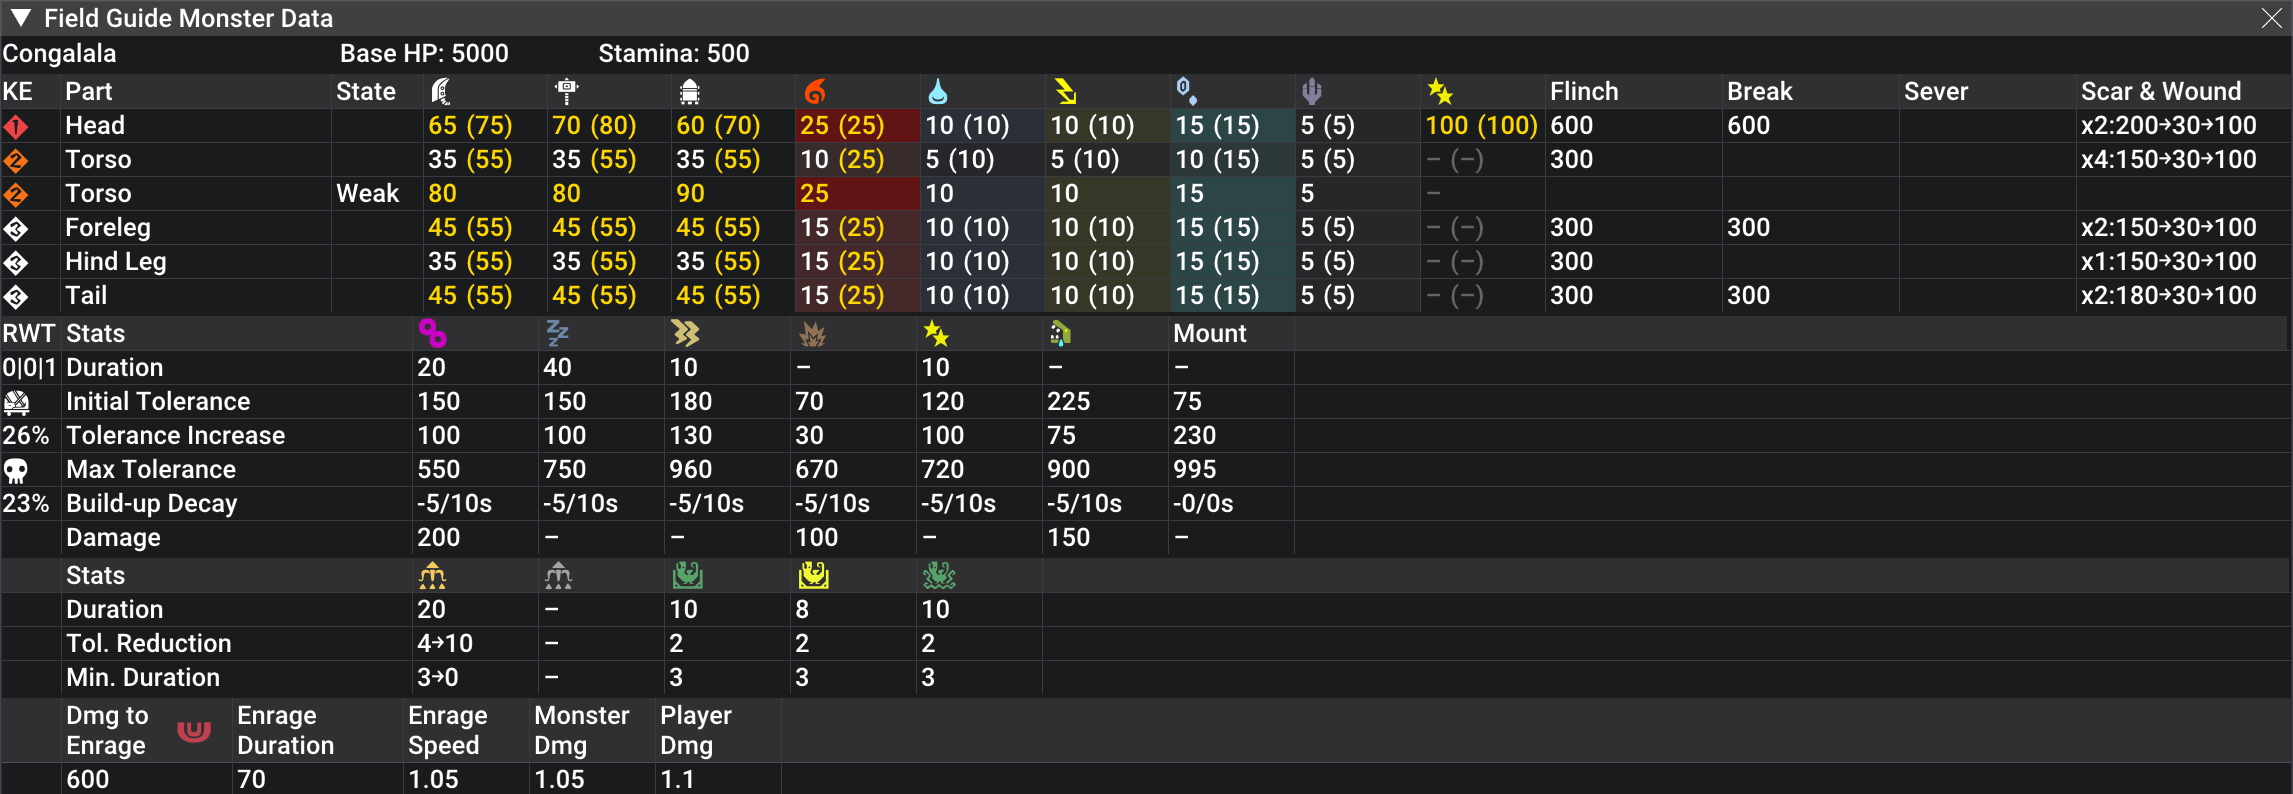 Field Guide Monster Data
Congalala Base HP: 5000 Stamina: 500
KE Part State Flinch Break Sever Scar & Wound
1 Head 65 (75) 70 (80) 60 (70) 25 (25) 10 (10) 10 (10) 15 (15) 5 (5) 100 (100) 600 600 x2:200→30→100
2 Torso 35 (55) 35 (55) 35 (55) 10 (25) 5 (10) 5 (10) 10 (15) 5 (5) – (–) 300 x4:150→30→100
2 Torso Weak 80 80 90 25 10 10 15 5 –
3 Foreleg 45 (55) 45 (55) 45 (55) 15 (25) 10 (10) 10 (10) 15 (15) 5 (5) – (–) 300 300 x2:150→30→100
3 Hind Leg 35 (55) 35 (55) 35 (55) 15 (25) 10 (10) 10 (10) 15 (15) 5 (5) – (–) 300 x1:150→30→100
3 Tail 45 (55) 45 (55) 45 (55) 15 (25) 10 (10) 10 (10) 15 (15) 5 (5) – (–) 300 300 x2:180→30→100
RWT Stats Mount
0|0|1 Duration 20 40 10 – 10 – –
Initial Tolerance 150 150 180 70 120 225 75
26% Tolerance Increase 100 100 130 30 100 75 230
Max Tolerance 550 750 960 670 720 900 995
23% Build-up Decay -5/10s -5/10s -5/10s -5/10s -5/10s -5/10s -0/0s
Damage 200 – – 100 – 150 –
Stats
Duration 20 – 10 8 10
Tol. Reduction 4→10 – 2 2 2
Min. Duration 3→0 – 3 3 3
Dmg to Enrage Enrage Monster Player
Enrage Duration Speed Dmg Dmg
600 70 1.05 1.05 1.1